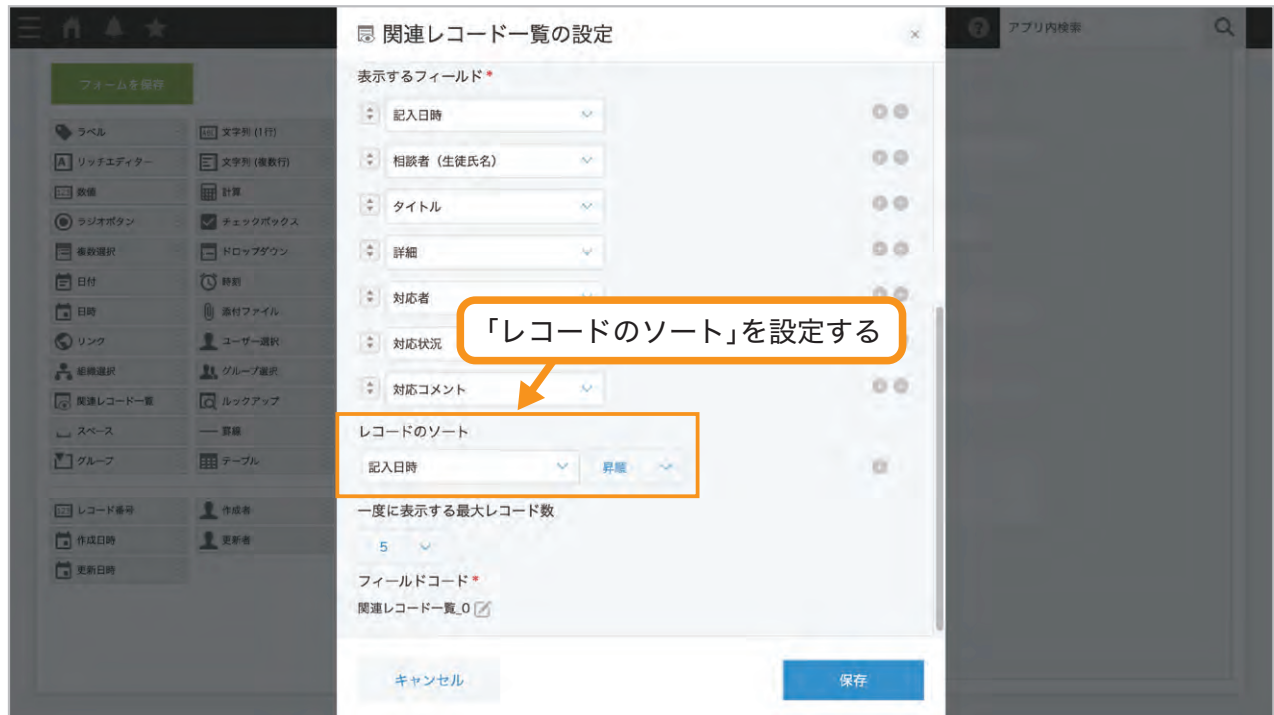 関連レコード一覧の設定
×
?
アプリ内検索
フォームを保存
ラベル
文字列 (1行)
リッチエディター
文字列 (複数行)
数値
計算
ラジオボタン
チェックボックス
複数選択
ドロップダウン
日付
時刻
日時
添付ファイル
リンク
ユーザー選択
組織選択
グループ選択
関連レコード一覧
ルックアップ
スペース
罫線
グループ
テーブル
レコード番号
作成者
作成日時
更新者
更新日時
表示するフィールド *
記入日時
相談者（生徒氏名）
タイトル
詳細
対応者
「レコードのソート」を設定する
対応状況
対応コメント
レコードのソート
記入日時
昇順
一度に表示する最大レコード数
5
フィールドコード *
関連レコード一覧_0
キャンセル
保存